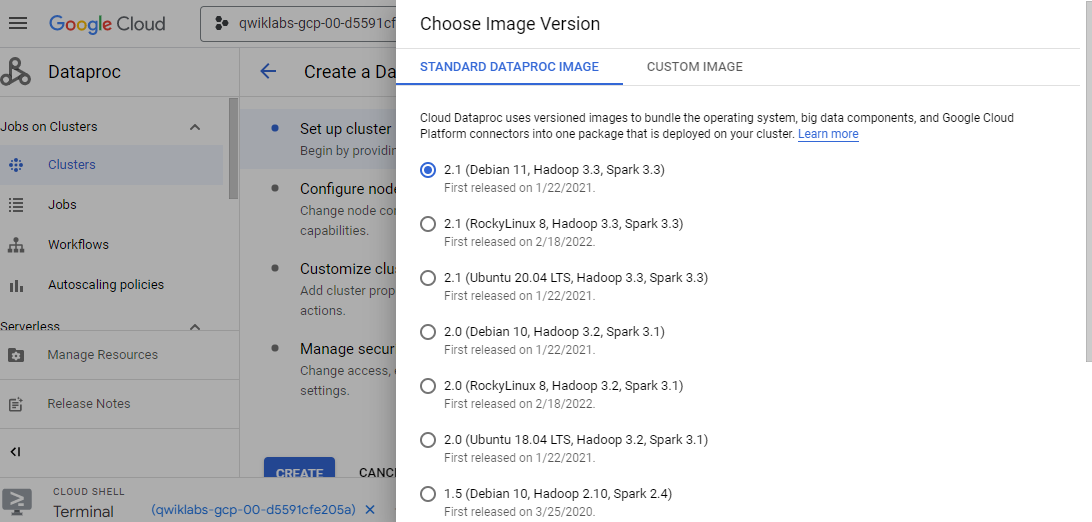 Google Cloud
qwiklabs-gcp-00-d5591cf
Dataproc
Create a Da
Jobs on Clusters
Clusters
Jobs
Workflows
Autoscaling policies
Serverless
Manage Resources
Release Notes
Set up cluster
Begin by providin
Configure node
Change node con
capabilities.
Customize clu
Add cluster prop
actions.
Manage secur
Change access, e
settings.
CREATE
CANC
CLOUD SHELL
Terminal
(qwiklabs-gcp-00-d5591cfe205a)
Choose Image Version
STANDARD DATAPROC IMAGE
CUSTOM IMAGE
Cloud Dataproc uses versioned images to bundle the operating system, big data components, and Google Cloud
Platform connectors into one package that is deployed on your cluster. Learn more
2.1 (Debian 11, Hadoop 3.3, Spark 3.3)
First released on 1/22/2021.
2.1 (RockyLinux 8, Hadoop 3.3, Spark 3.3)
First released on 2/18/2022.
2.1 (Ubuntu 20.04 LTS, Hadoop 3.3, Spark 3.3)
First released on 1/22/2021.
2.0 (Debian 10, Hadoop 3.2, Spark 3.1)
First released on 1/22/2021.
2.0 (RockyLinux 8, Hadoop 3.2, Spark 3.1)
First released on 2/18/2022.
2.0 (Ubuntu 18.04 LTS, Hadoop 3.2, Spark 3.1)
First released on 1/22/2021.
1.5 (Debian 10, Hadoop 2.10, Spark 2.4)
First released on 3/25/2020.